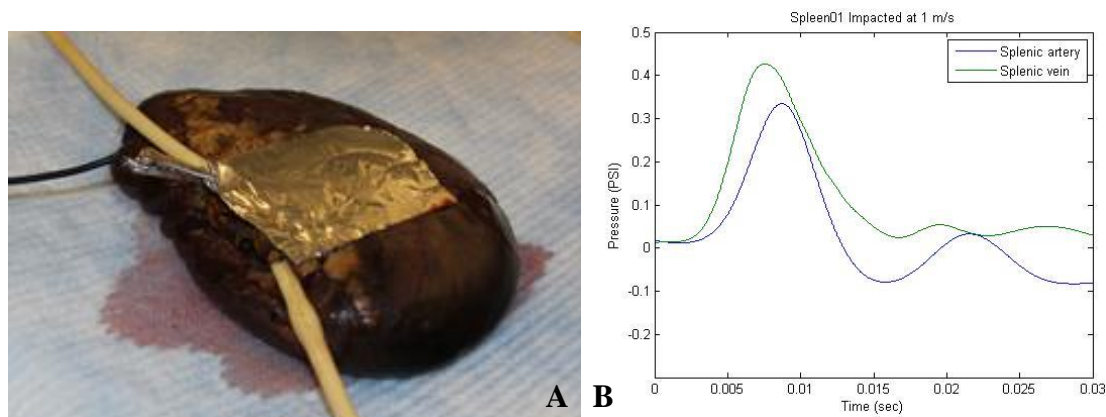 Spleen01 Impacted at 1 m/s
0.5
0.4
0.3
0.2
0.1
0
-0.1
-0.2
Pressure (PSI)
Splenic artery
Splenic vein
0 0.005 0.01 0.015 0.02 0.025 0.03
Time (sec)
A B